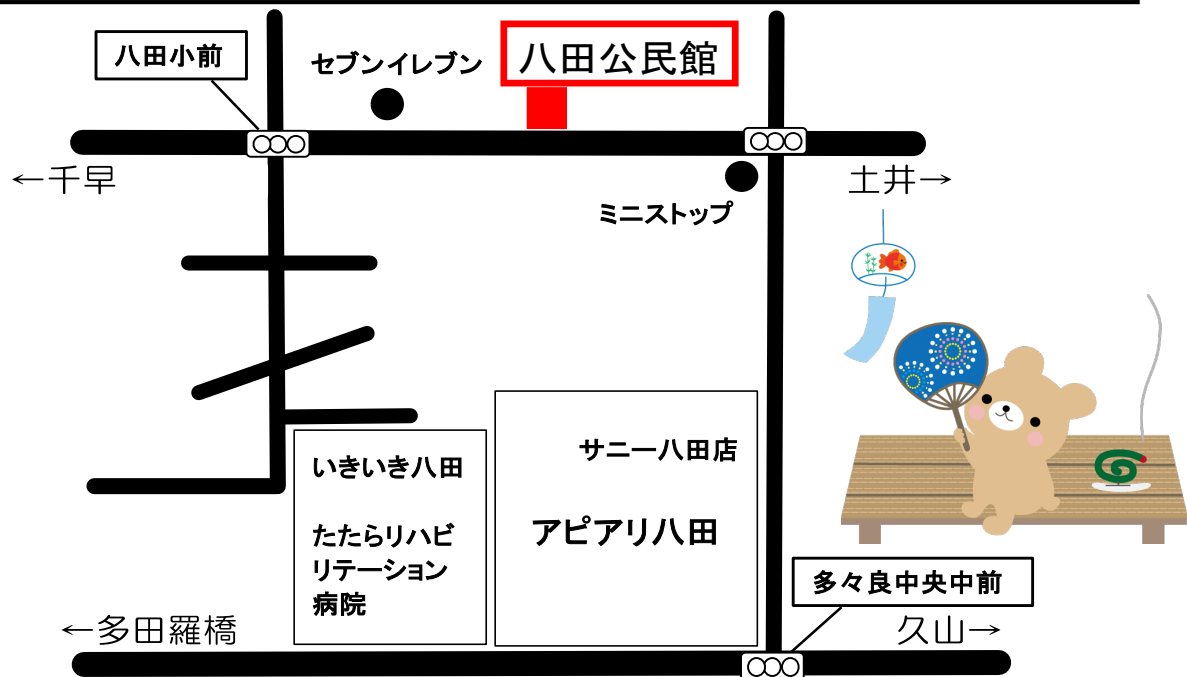 八田小前
セブンイレブン
八田公民館
←千早
土井→
ミニストップ
サニー八田店
いきいき八田
アピアリ八田
たたらリハビ
リテーション
病院
多々良中央中前
←多田羅橋
久山→